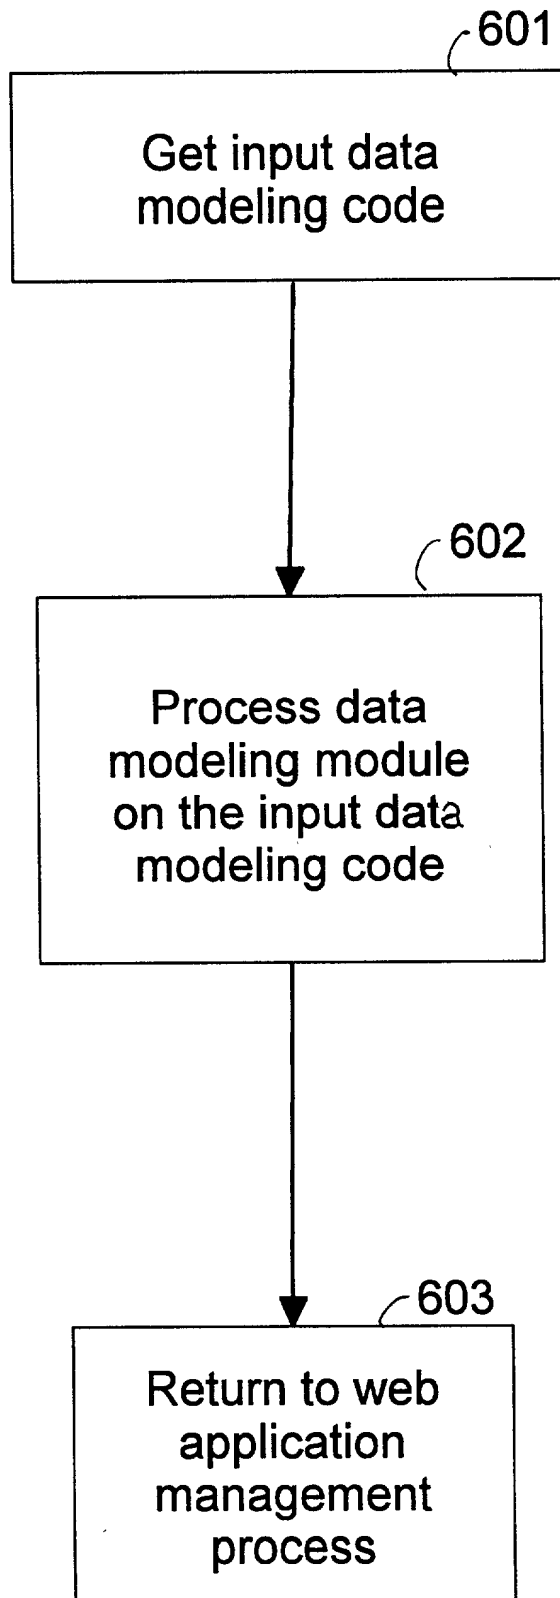 601
Get input data
modeling code
602
Process data
modeling module
on the input data
modeling code
603
Return to web
application
management
process